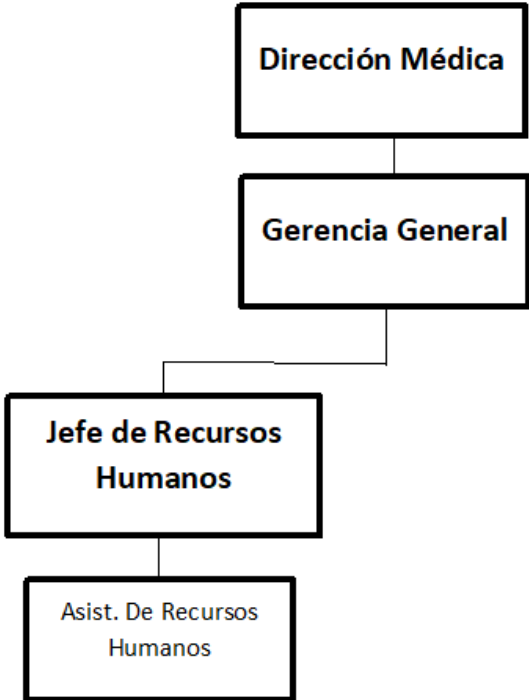 Dirección Médica
Gerencia General
Jefe de Recursos
Humanos
Asist. De Recursos
Humanos